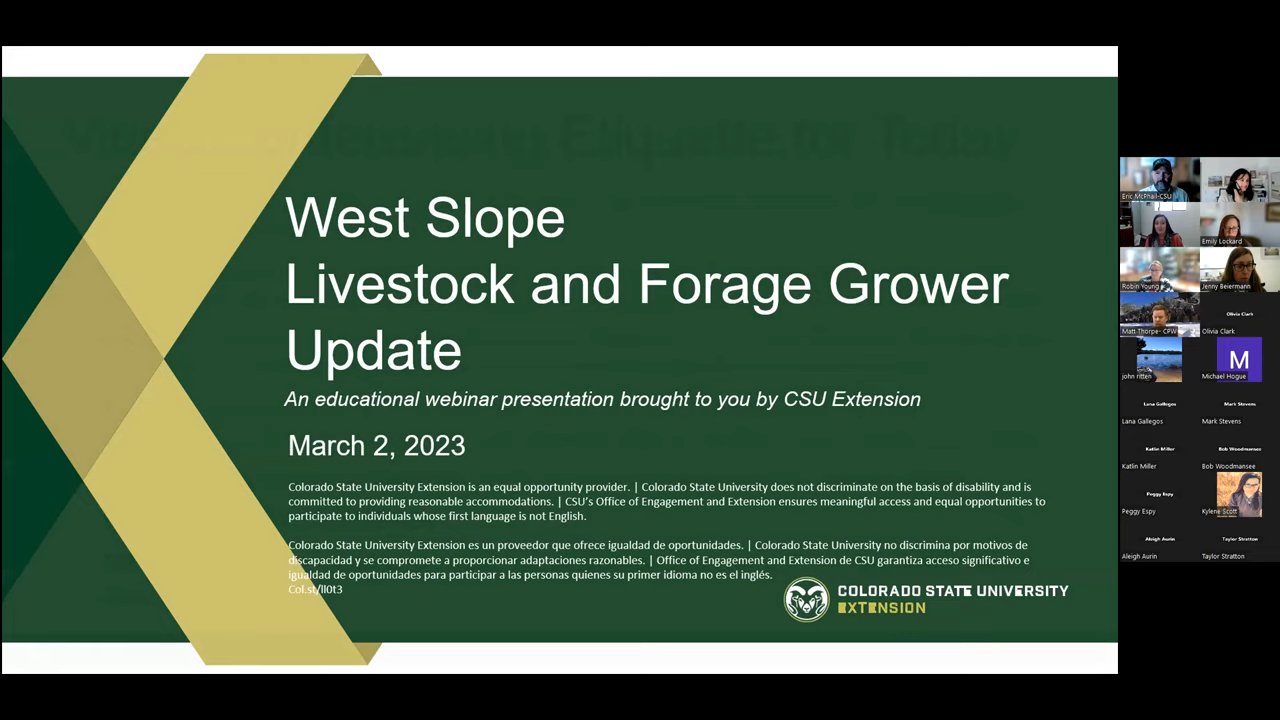 West Slope
Livestock and Forage Grower
Update
An educational webinar presentation brought to you by CSU Extension
March 2, 2023
Colorado State University Extension is an equal opportunity provider. | Colorado State University does not discriminate on the basis of disability and is
committed to providing reasonable accommodations. | CSU's Office of Engagement and Extension ensures meaningful access and equal opportunities to
participate to individuals whose first language is not English.
Colorado State University Extension es un proveedor que ofrece igualdad de oportunidades. | Colorado State University no discrimina por motivos de
discapacidad y se compromete a proporcionar adaptaciones razonables. | Office of Engagement and Extension de CSU garantiza acceso significativo e
igualdad de oportunidades para participar a las personas quienes su primer idioma no es el inglés.
Col.st/ll0t3
COLORADO STATE UNIVERSITY
EXTENSION
Eric McPhail-CSU
Emily Lockard
Robin Young
Jenny Beiermann
Matt Thorpe- CPW
Olivia Clark
Olivia Clark
john ritten
M
Michael Hogue
Lana Gallegos
Lana Gallegos
Mark Stevens
Mark Stevens
Katlin Miller
Katlin Miller
Bob Woodmansee
Bob Woodmansee
Peggy Espy
Peggy Espy
Kylene Scott
Aleigh Aurin
Aleigh Aurin
Taylor Stratton
Taylor Stratton